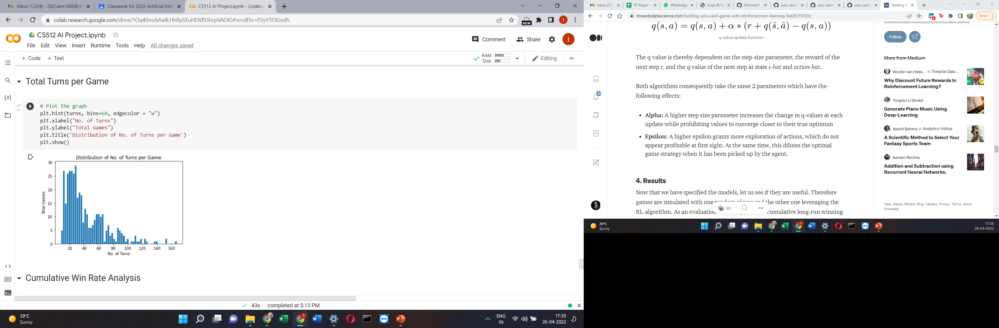 Inbox (1,324) - 2021aim1009@iit
Classwork for 2022-Artificial Intel
CS512 AI Project.ipynb - Colabor
colab.research.google.com/drive/1Oq40mc6Aa4LHhRpSEuHDVl93hcpVAOlG#scrollTo=P2yYTFJlGvdh
NEW
I
CS512 AI Project.ipynb
Comment
Share
I
File Edit View Insert Runtime Tools Help All changes saved
+ Code + Text
RAM
Disk
Editing
Total Turns per Game
{x}
0s
# Plot the graph
plt.hist(turns, bins=60, edgecolor = "w")
plt.xlabel("No. of Turns")
plt.ylabel("Total Games")
plt.title('Distribution of No. of Turns per Game')
plt.show()
Distribution of No. of Turns per Game
30
25
20
15
10
5
0
Total Games
20 40 60 80 100 120 140 160
No. of Turns
Cumulative Win Rate Analysis
43s completed at 5:13 PM
39°C
Sunny
ENG
IN
17:35
26-04-2022
Inbox (37,5
IIT Ropar -
WhatsApp
Cops & Ro
Microsoft-
uno-card-
uno-card-
uno-card-
Tackling th
towardsdatascience.com/tackling-uno-card-game-with-reinforcement-learning-fad2fc19355c
1
Error
q(s, a) = q(s, a) + α ∗ (r + q(ŝ, â) − q(s, a))
q-value update function
The q-value is thereby dependent on the step-size parameter, the reward of the
next step r, and the q-value of the next step at state s-hat and action-hat.
Both algorithms consequently take the same 2 parameters which have the
following effects:
• Alpha: A higher step size parameter increases the change in q-values at each
update while prohibiting values to converge closer to their true optimum
• Epsilon: A higher epsilon grants more exploration of actions, which do not
appear profitable at first sight. At the same time, this dilutes the optimal
game strategy when it has been picked up by the agent.
4. Results
Now that we have specified the models, let us see if they are useful. Therefore
games are simulated with one random player and the other one leveraging the
RL-algorithm. As an evaluation cumulative long-run winning
8
33
Follow
More from Medium
Wouter van Hees... in Towards Data ...
Why Discount Future Rewards In
Reinforcement Learning?
Yonghui Li (Aries)
Generate Piano Music Using
Deep-Learning
Akshit Behera in Analytics Vidhya
A Scientific Method to Select Your
Fantasy Sports Team
Ashwin Rachha
Addition and Subtraction using
Recurrent Neural Networks.
Help Status Writers Blog Careers Privacy Terms About
Knowable
39°C
Sunny
17:35
26-04-2022